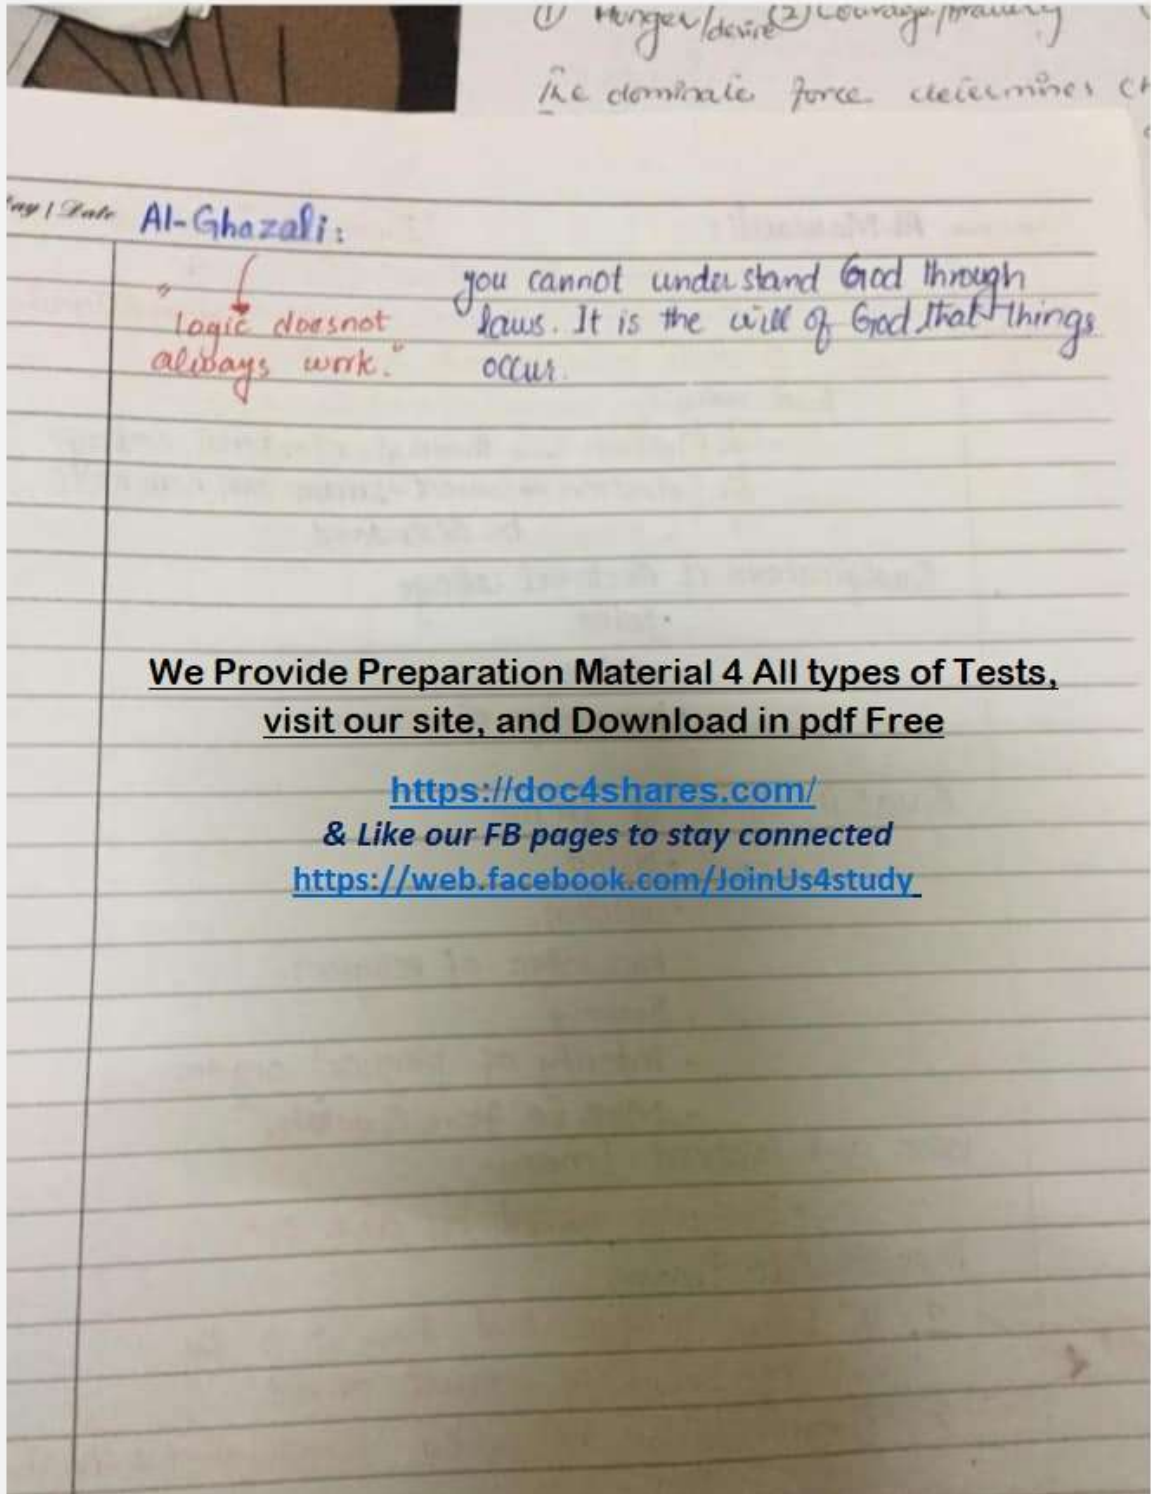 ① Hunger/desire ② Courage/bravery
The dominate force determines
Day / Date Al-Ghazali:
"Logic doesnot
always work."
you cannot understand God through
laws. It is the will of God that things
occur.
We Provide Preparation Material 4 All types of Tests,
visit our site, and Download in pdf Free
https://doc4shares.com/
& Like our FB pages to stay connected
https://web.facebook.com/JoinUs4study